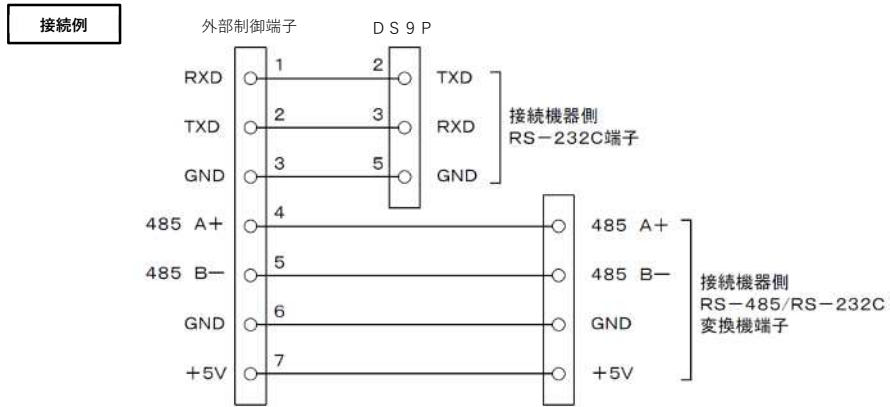 接続例
外部制御端子 DS9P
RXD 1 2 TXD
TXD 2 3 RXD
GND 3 5 GND
接続機器側
RS-232C端子
485 A+ 4 485 A+
485 B- 5 485 B-
GND 6 GND
+5V 7 +5V
接続機器側
RS-485/RS-232C
変換機端子